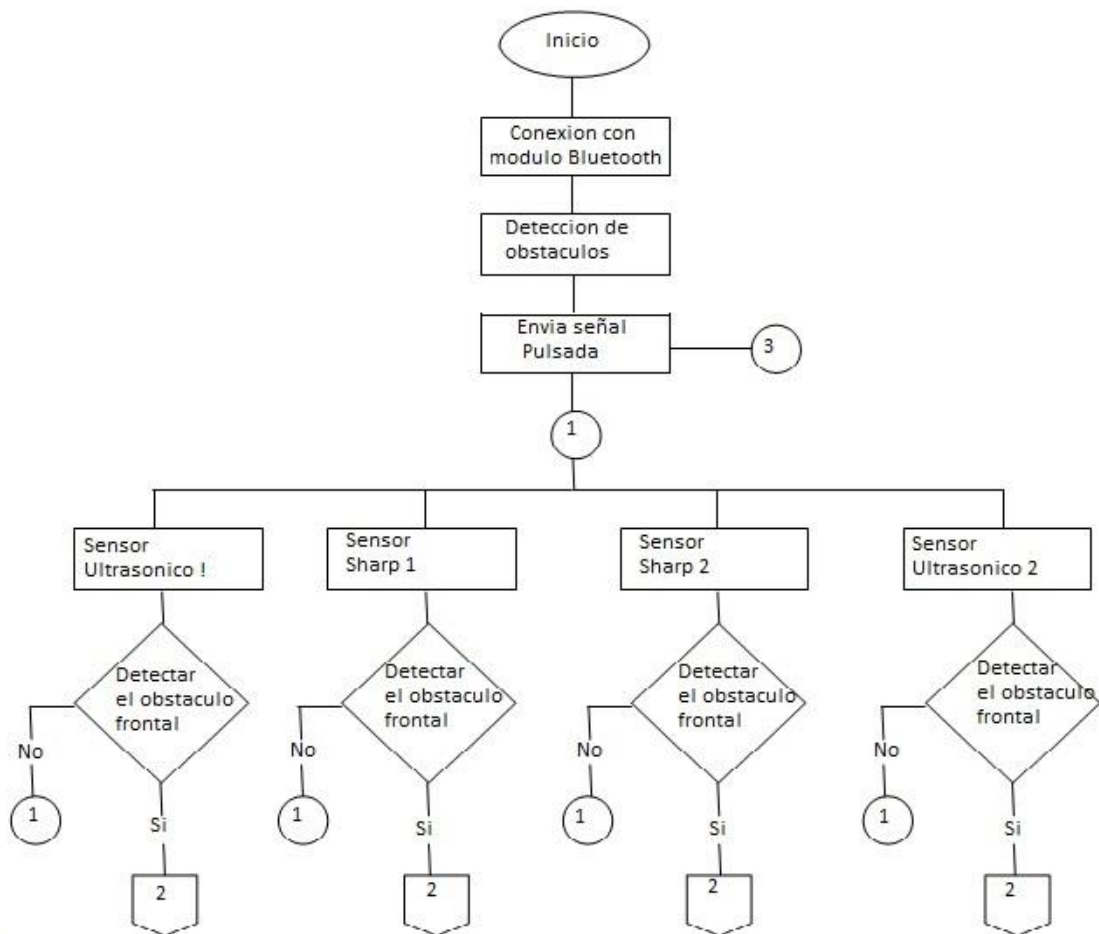 Inicio
Conexion con
modulo Bluetooth
Deteccion de
obstaculos
Envia señal
Pulsada
3
1
Sensor
Ultrasonico !
Sensor
Sharp 1
Sensor
Sharp 2
Sensor
Ultrasonico 2
Detectar
el obstaculo
frontal
Detectar
el obstaculo
frontal
Detectar
el obstaculo
frontal
Detectar
el obstaculo
frontal
No
No
No
No
1
1
1
1
Si
Si
Si
Si
2
2
2
2